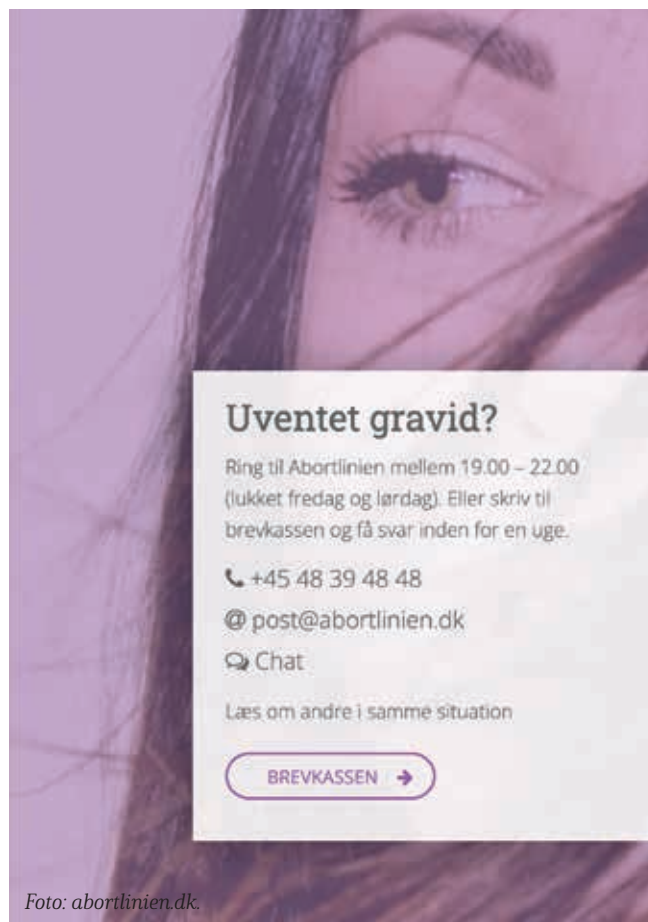 Uventet gravid?
Ring til Abortlinien mellem 19.00 – 22.00
(lukket fredag og lørdag). Eller skriv til
brevkassen og få svar inden for en uge.
+45 48 39 48 48
@ post@abortlinien.dk
Chat
Læs om andre i samme situation
BREVKASSEN →
Foto: abortlinien.dk.